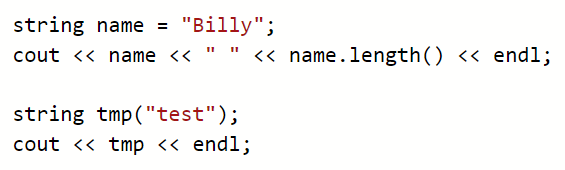 string name = "Billy";
cout << name << " " << name.length() << endl;
string tmp("test");
cout << tmp << endl;